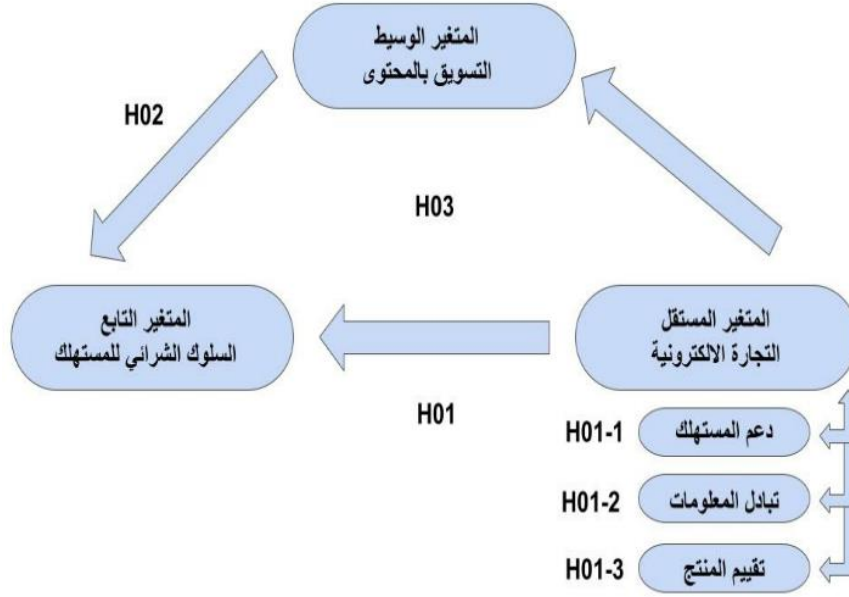 المتغير الوسيط
التسويق بالمحتوى
H02
H03
المتغير المستقل
التجارة الالكترونية
المتغير التابع
السلوك الشرائي للمستهلك
H01
دعم المستهلك
H01-1
تبادل المعلومات
H01-2
تقييم المنتج
H01-3